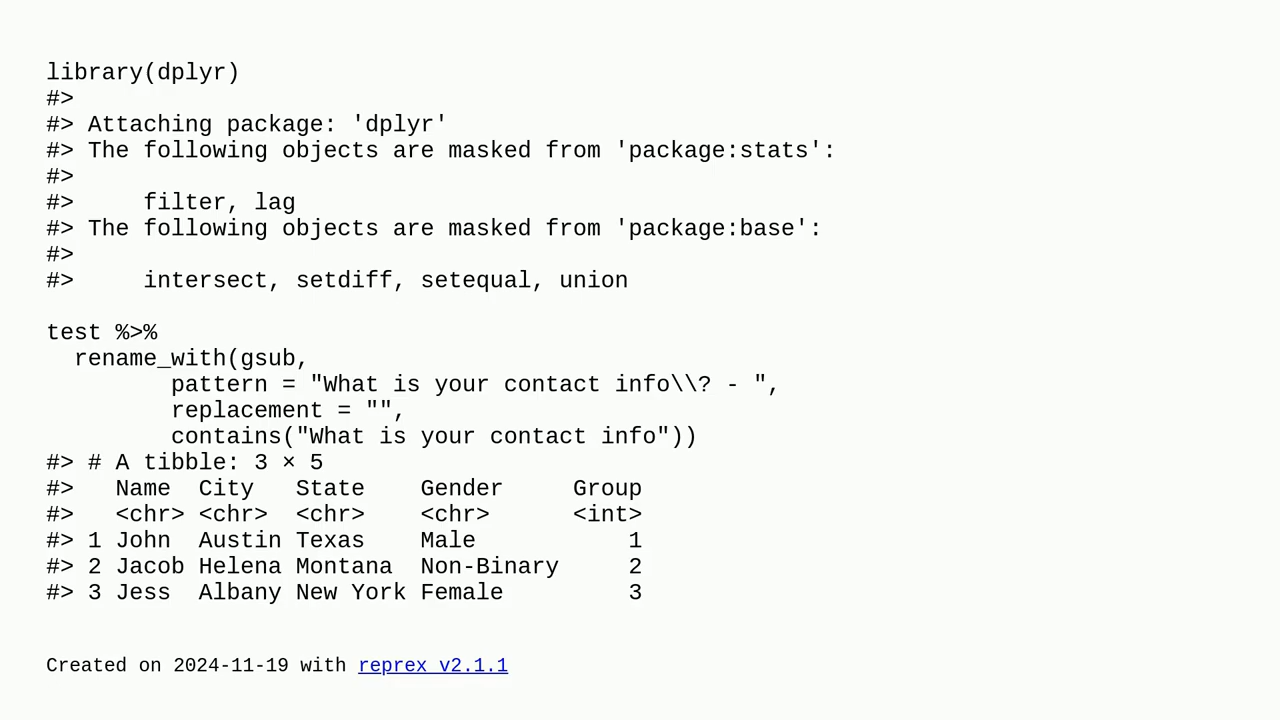 library(dplyr)
#>
#> Attaching package: 'dplyr'
#> The following objects are masked from 'package:stats':
#>
#>     filter, lag
#> The following objects are masked from 'package:base':
#>
#>     intersect, setdiff, setequal, union

test %>%
  rename_with(gsub,
         pattern = "What is your contact info\\? - ",
         replacement = "",
         contains("What is your contact info"))
#> # A tibble: 3 × 5
#>   Name  City   State    Gender     Group
#>   <chr> <chr>  <chr>    <chr>      <int>
#> 1 John  Austin Texas    Male           1
#> 2 Jacob Helena Montana  Non-Binary     2
#> 3 Jess  Albany New York Female         3

Created on 2024-11-19 with reprex v2.1.1